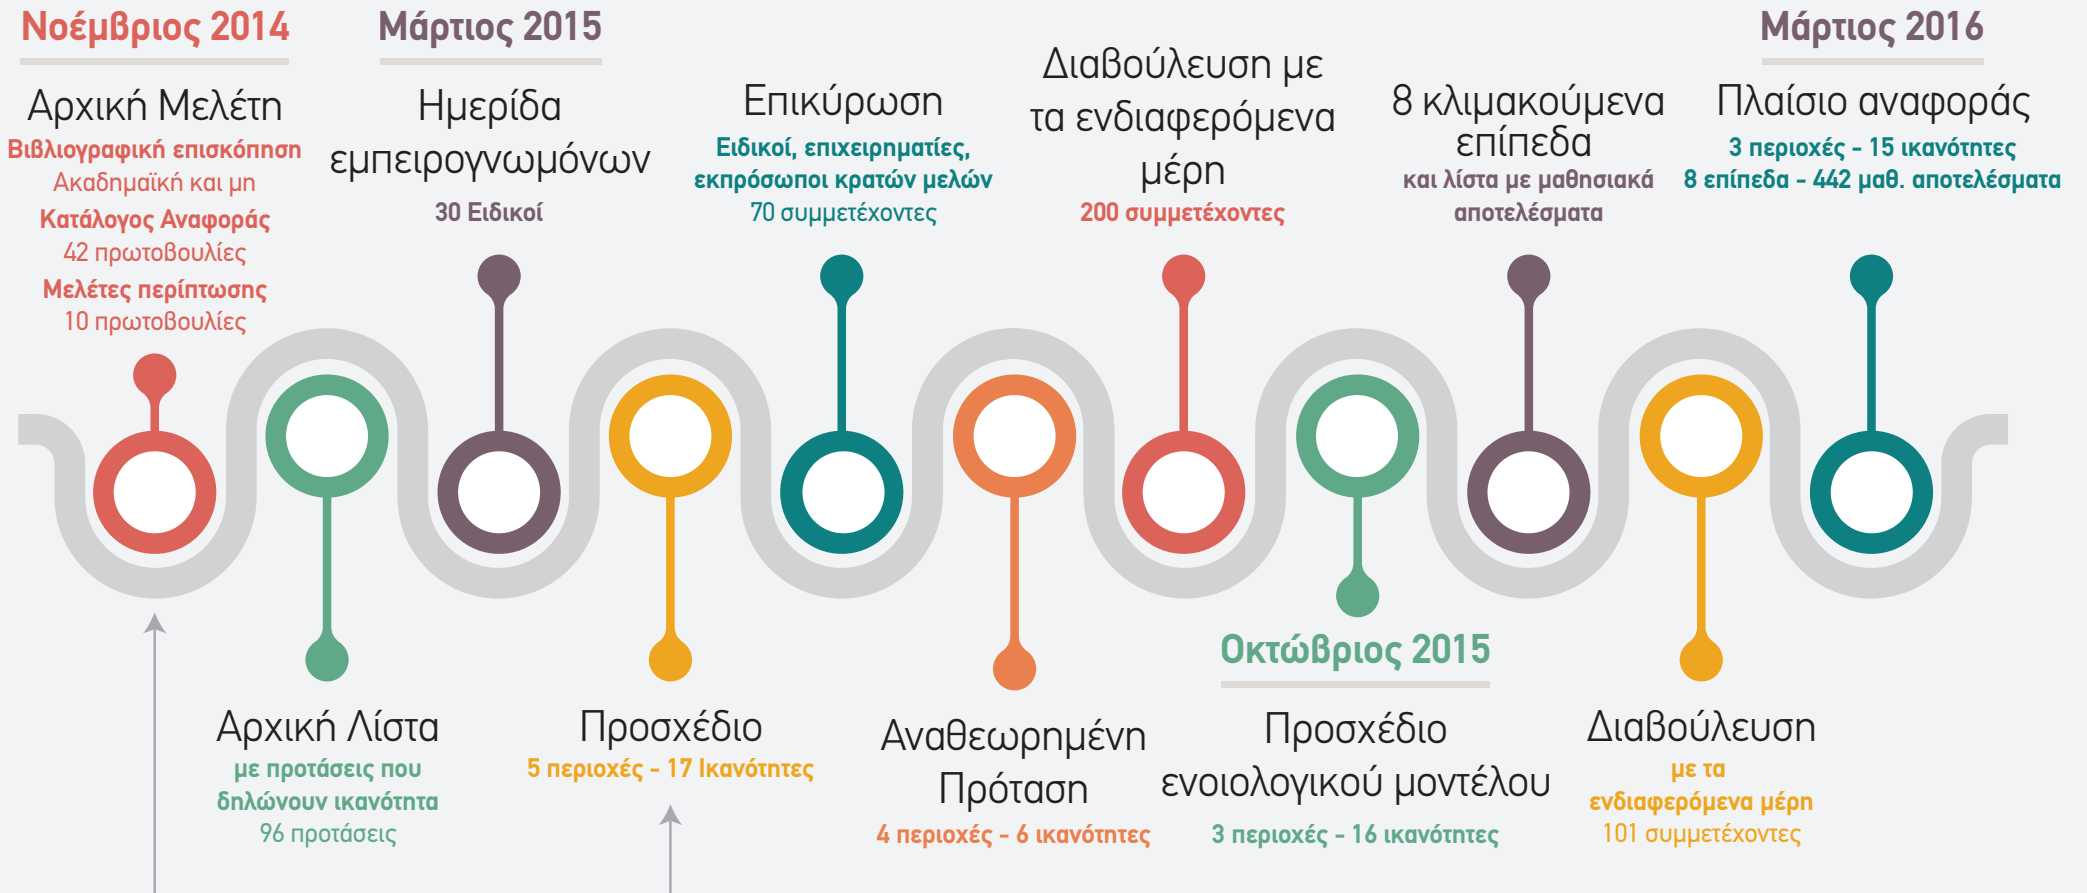 Νοέμβριος 2014
Αρχική Μελέτη
Βιβλιογραφική επισκόπηση
Ακαδημαϊκή και μη
Κατάλογος Αναφοράς
42 πρωτοβουλίες
Μελέτες περίπτωσης
10 πρωτοβουλίες
Αρχική Λίστα
με προτάσεις που
δηλώνουν ικανότητα
96 προτάσεις
Μάρτιος 2015
Ημερίδα
εμπειρογνωμόνων
30 Ειδικοί
Προσχέδιο
5 περιοχές - 17 Ικανότητες
Επικύρωση
Ειδικοί, επιχειρηματίες,
εκπρόσωποι κρατών μελών
70 συμμετέχοντες
Αναθεωρημένη
Πρόταση
4 περιοχές - 6 ικανότητες
Διαβούλευση με
τα ενδιαφερόμενα
μέρη
200 συμμετέχοντες
Οκτώβριος 2015
Προσχέδιο
ενοιολογικού μοντέλου
3 περιοχές - 16 ικανότητες
8 κλιμακούμενα
επίπεδα
και λίστα με μαθησιακά
αποτελέσματα
Διαβούλευση
με τα
ενδιαφερόμενα μέρη
101 συμμετέχοντες
Μάρτιος 2016
Πλαίσιο αναφοράς
3 περιοχές - 15 ικανότητες
8 επίπεδα - 442 μαθ. αποτελέσματα